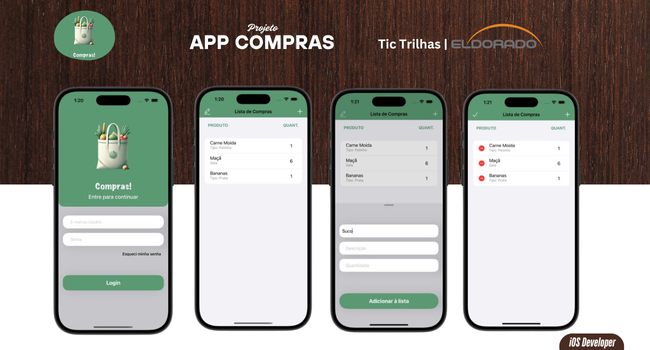 Compras!
Projeto
APP COMPRAS
Tic Trilhas | ELDORADO
1:20
Compras!
Entre para continuar
E-mail ou usuário
Senha
Esqueci minha senha
Login
1:20
Lista de Compras
PRODUTO QUANT.
Carne Moída 1
Tipo: Patinho
Maçã 6
Gala
Bananas 1
Tipo: Prata
1:21
Lista de Compras
PRODUTO QUANT.
Carne Moída 1
Tipo: Patinho
Maçã 6
Gala
Bananas 1
Tipo: Prata
Suco
Descrição
Quantidade
Adicionar à lista
1:21
Lista de Compras
PRODUTO QUANT.
Carne Moída 1
Tipo: Patinho
Maçã 6
Gala
Bananas 1
Tipo: Prata
iOS Developer